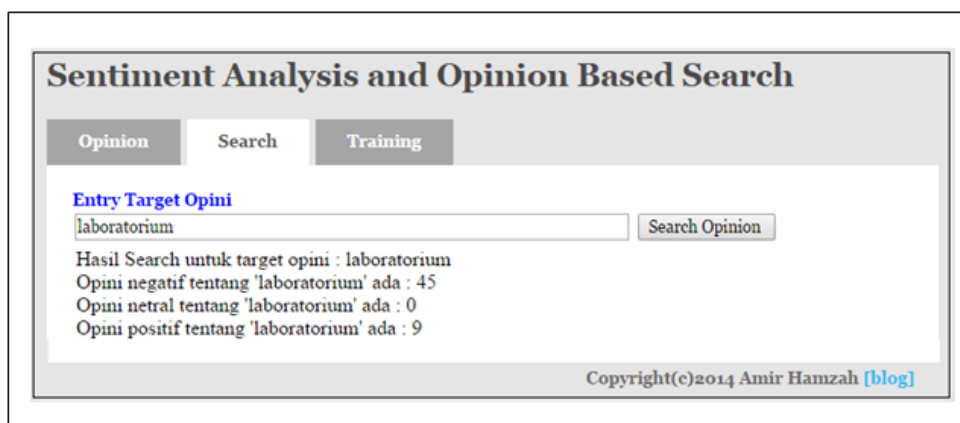 Sentiment Analysis and Opinion Based Search
Opinion Search Training
Entry Target Opini
laboratorium Search Opinion
Hasil Search untuk target opini : laboratorium
Opini negatif tentang 'laboratorium' ada : 45
Opini netral tentang 'laboratorium' ada : 0
Opini positif tentang 'laboratorium' ada : 9
Copyright(c)2014 Amir Hamzah [blog]